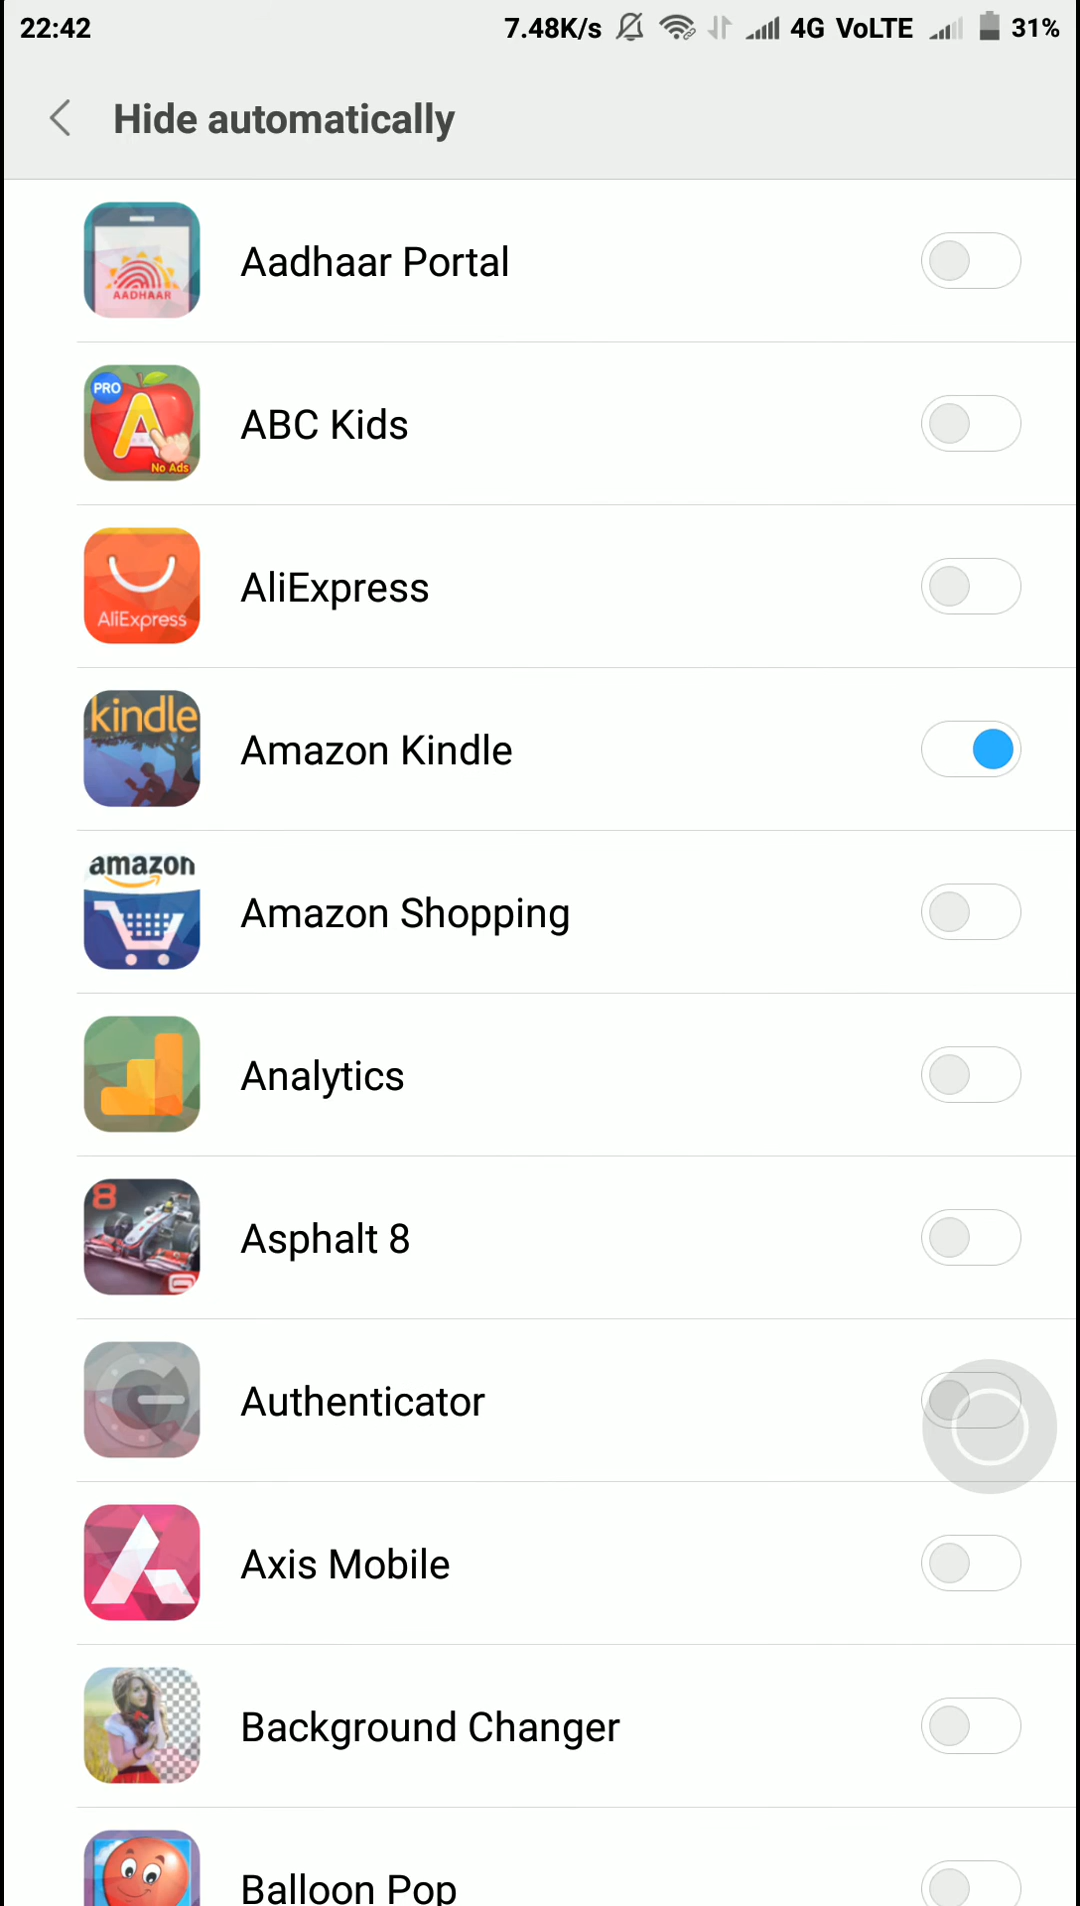 22:42 7.48K/s 4G VoLTE 31%
Hide automatically
AADHAAR
Aadhaar Portal
PRO
A
No Ads
ABC Kids
AliExpress
AliExpress
kindle
Amazon Kindle
amazon
Amazon Shopping
Analytics
8
Asphalt 8
Authenticator
Axis Mobile
Background Changer
Balloon Pop